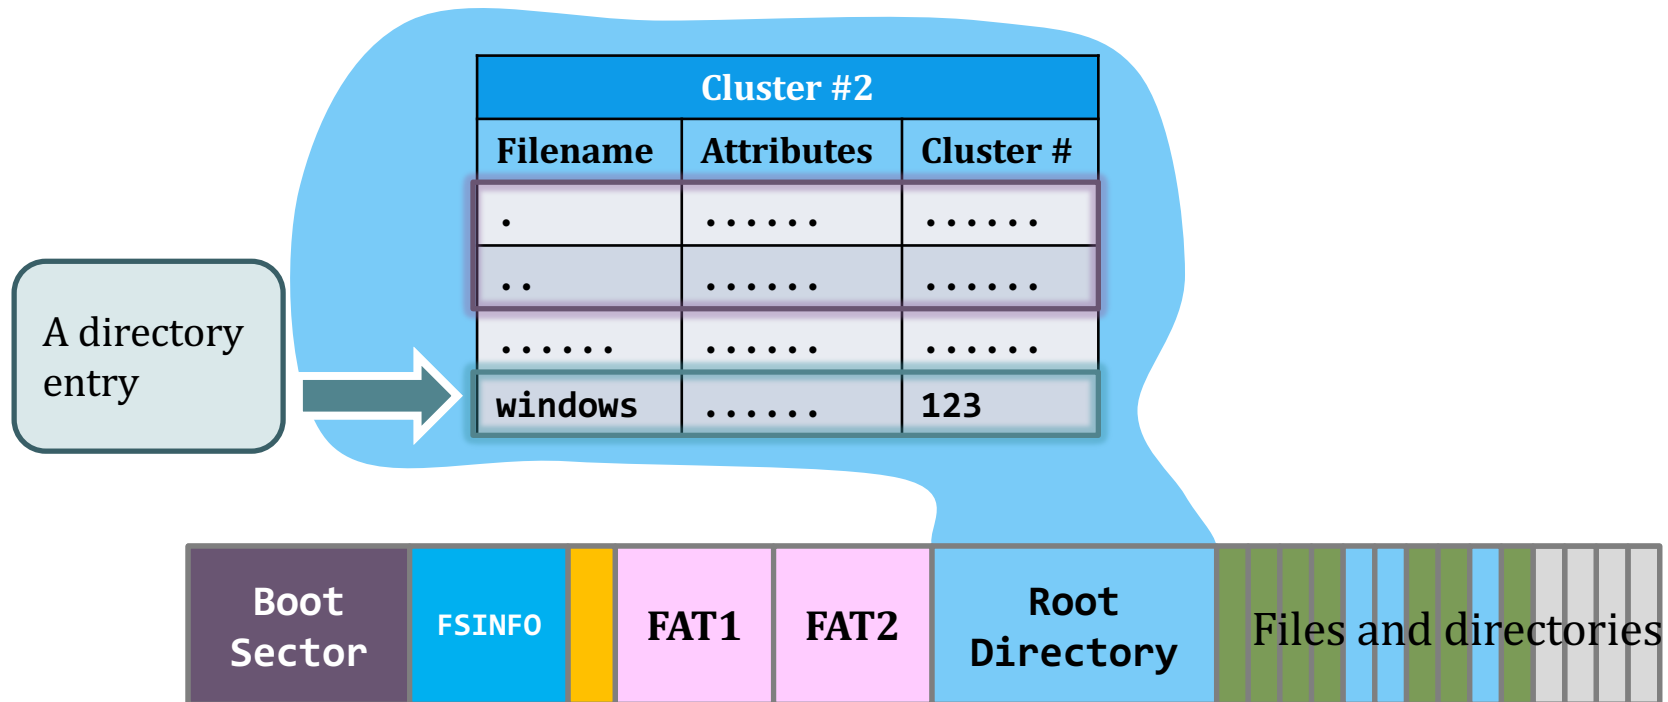 Cluster #2
Filename Attributes Cluster #
. ...... ......
.. ...... ......
...... ...... ......
windows ...... 123
A directory
entry
Boot
Sector
FSINFO
FAT1
FAT2
Root
Directory
Files and directories